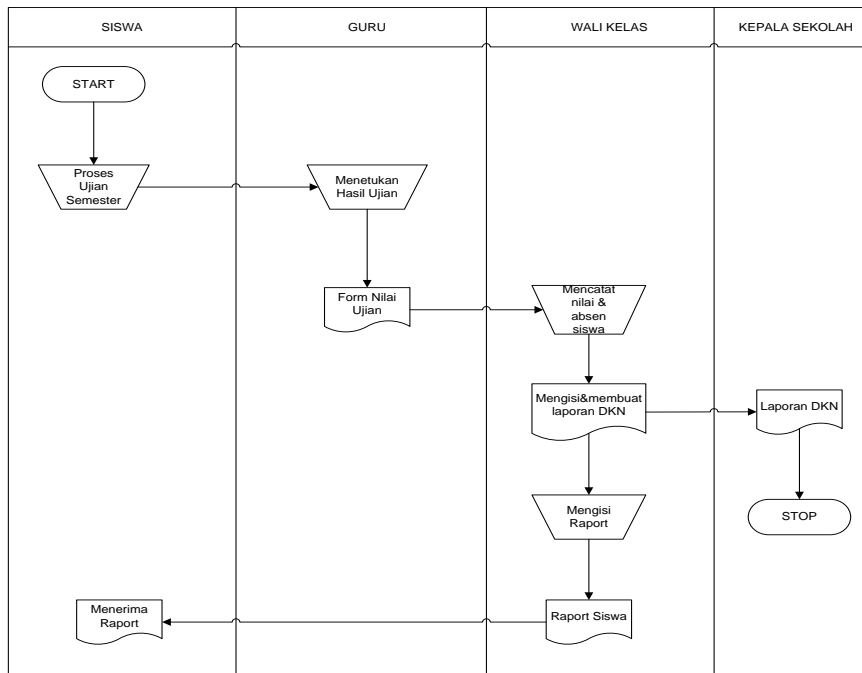 SISWA
GURU
WALI KELAS
KEPALA SEKOLAH
START
Proses
Ujian
Semester
Menetukan
Hasil Ujian
Form Nilai
Ujian
Mencatat
nilai &
absen
siswa
Mengisi&membuat
laporan DKN
Laporan DKN
Mengisi
Raport
STOP
Menerima
Raport
Raport Siswa